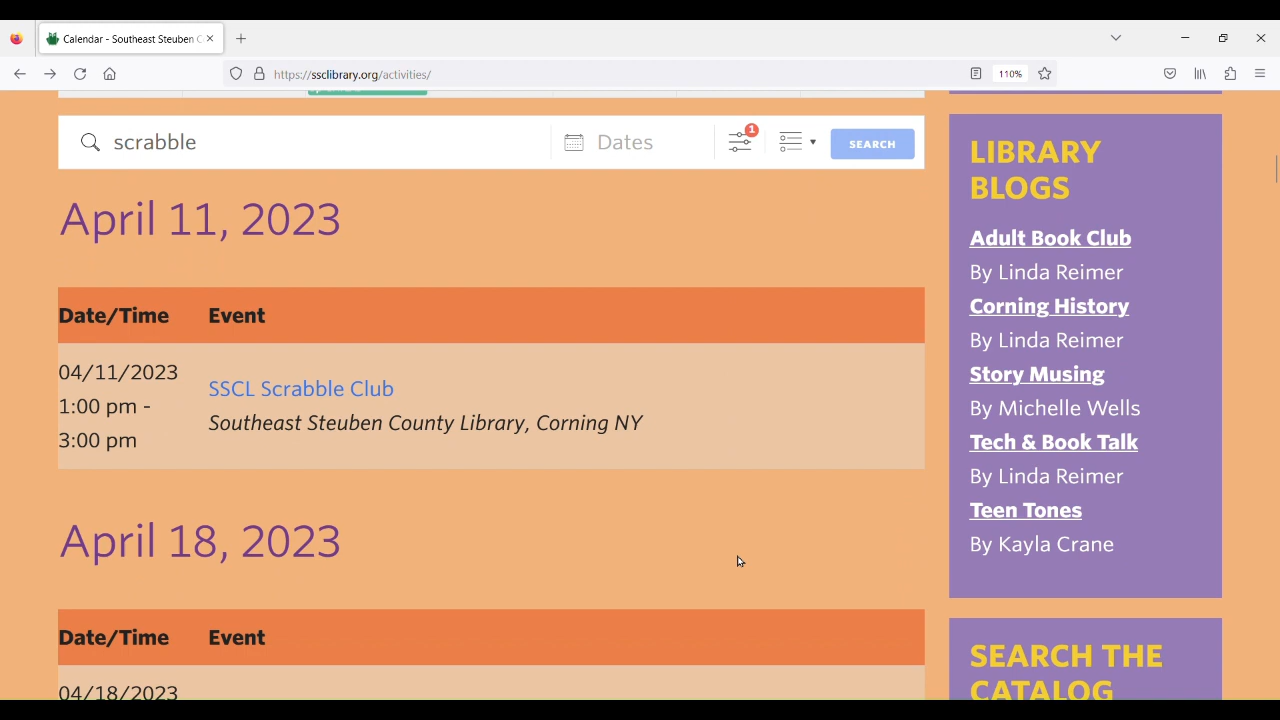 Calendar - Southeast Steuben C
https://ssclibrary.org/activities/
110%
scrabble
Dates
1
SEARCH
April 11, 2023
Date/Time Event
04/11/2023
1:00 pm -
3:00 pm
SSCL Scrabble Club
Southeast Steuben County Library, Corning NY
April 18, 2023
Date/Time Event
04/18/2023
LIBRARY
BLOGS
Adult Book Club
By Linda Reimer
Corning History
By Linda Reimer
Story Musing
By Michelle Wells
Tech & Book Talk
By Linda Reimer
Teen Tones
By Kayla Crane
SEARCH THE
CATALOG